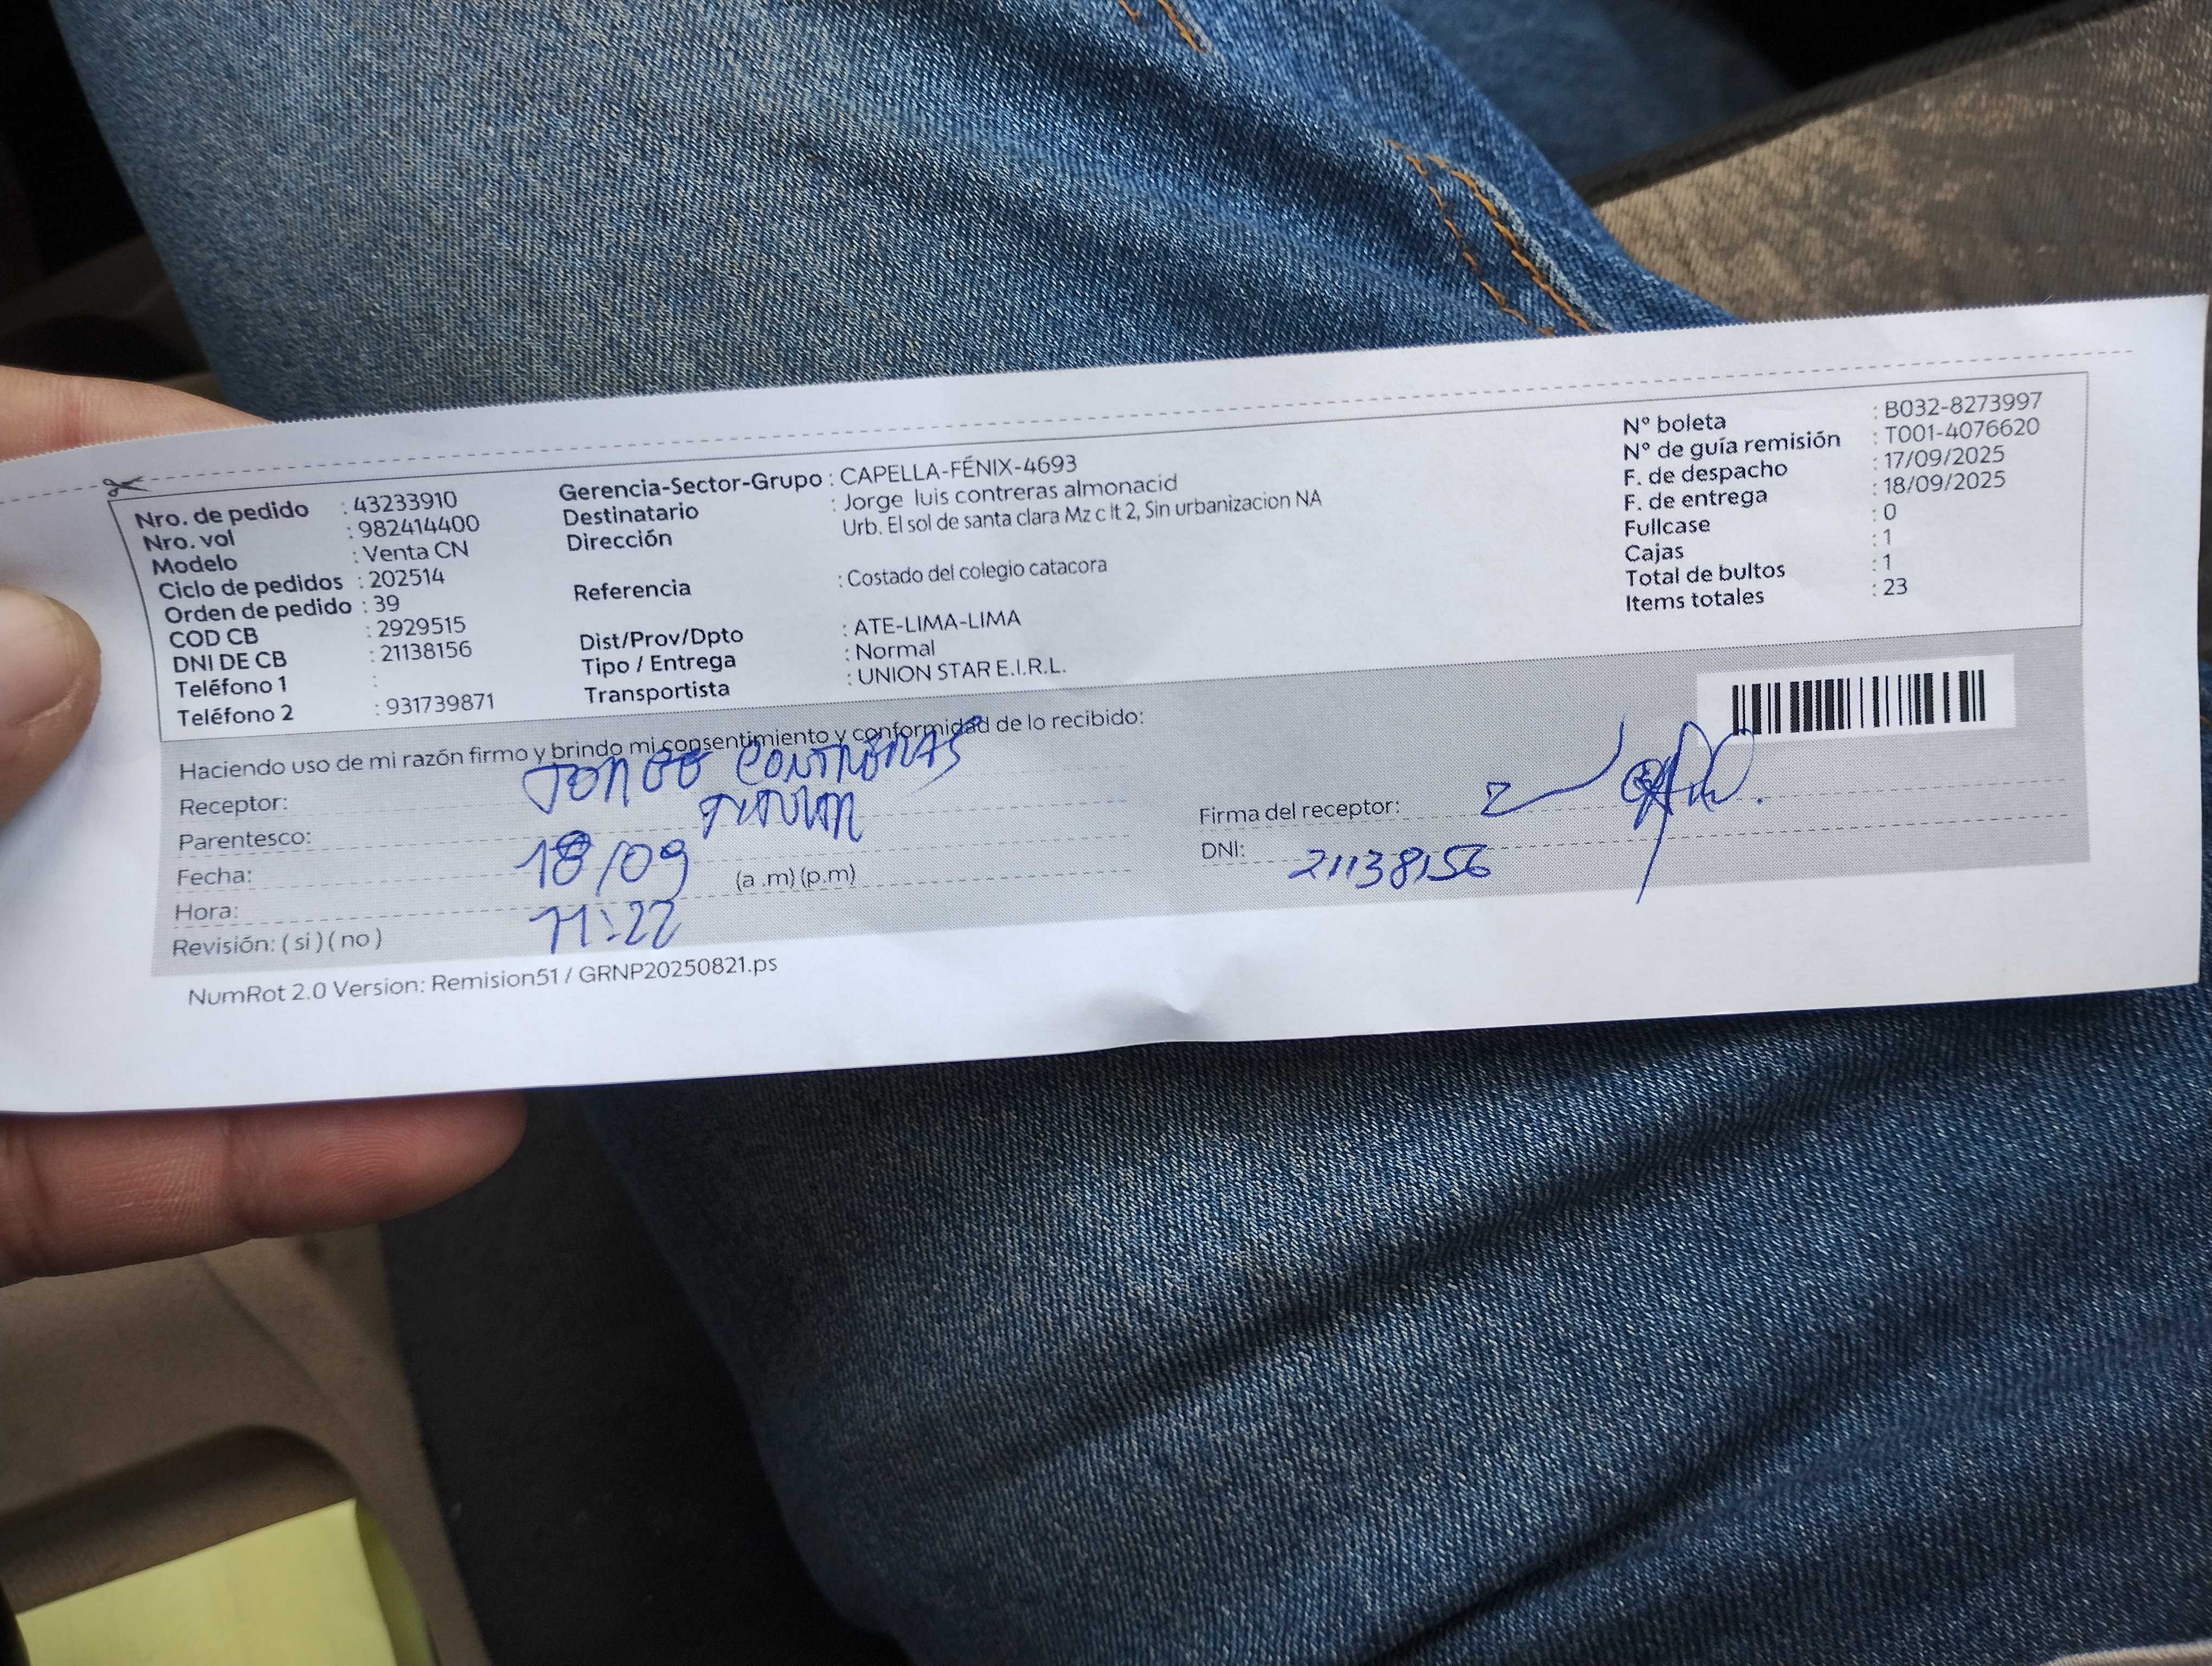 Nro. de pedido : 43233910
Nro. vol : 982414400
Modelo : Venta CN
Ciclo de pedidos : 202514
Orden de pedido : 39
COD CB : 2929515
DNI DE CB : 21138156
Teléfono 1 :
Teléfono 2 : 931739871
Gerencia-Sector-Grupo : CAPELLA-FÉNIX-4693
Destinatario : Jorge luis contreras almonacid
Dirección Urb. El sol de santa clara Mz c lt 2, Sin urbanizacion NA
Referencia : Costado del colegio catacora
Dist/Prov/Dpto : ATE-LIMA-LIMA
Tipo / Entrega : Normal
Transportista : UNION STAR E.I.R.L.
N° boleta : B032-8273997
N° de guía remisión : T001-4076620
F. de despacho : 17/09/2025
F. de entrega : 18/09/2025
Fullcase : 0
Cajas : 1
Total de bultos : 1
Items totales : 23
Haciendo uso de mi razón firmo y brindo mi consentimiento y conformidad de lo recibido:
Receptor: JORGE CONTRERAS
Parentesco:
Fecha: 18/09 (a .m) (p.m)
Hora: 11:22
Revisión: ( si ) ( no )
Firma del receptor:
DNI: 21138156
NumRot 2.0 Version: Remision51 / GRNP20250821.ps